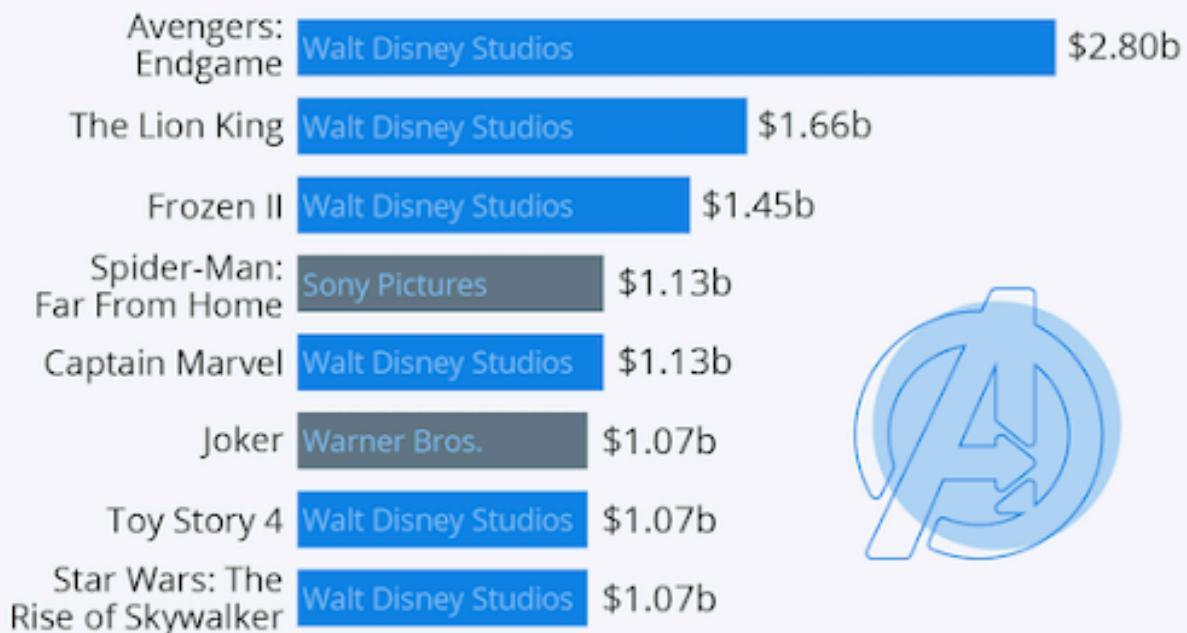 Avengers:
Endgame
Walt Disney Studios
$2.80b
The Lion King
Walt Disney Studios
$1.66b
Frozen II
Walt Disney Studios
$1.45b
Spider-Man:
Far From Home
Sony Pictures
$1.13b
Captain Marvel
Walt Disney Studios
$1.13b
Joker
Warner Bros.
$1.07b
Toy Story 4
Walt Disney Studios
$1.07b
Star Wars: The
Rise of Skywalker
Walt Disney Studios
$1.07b